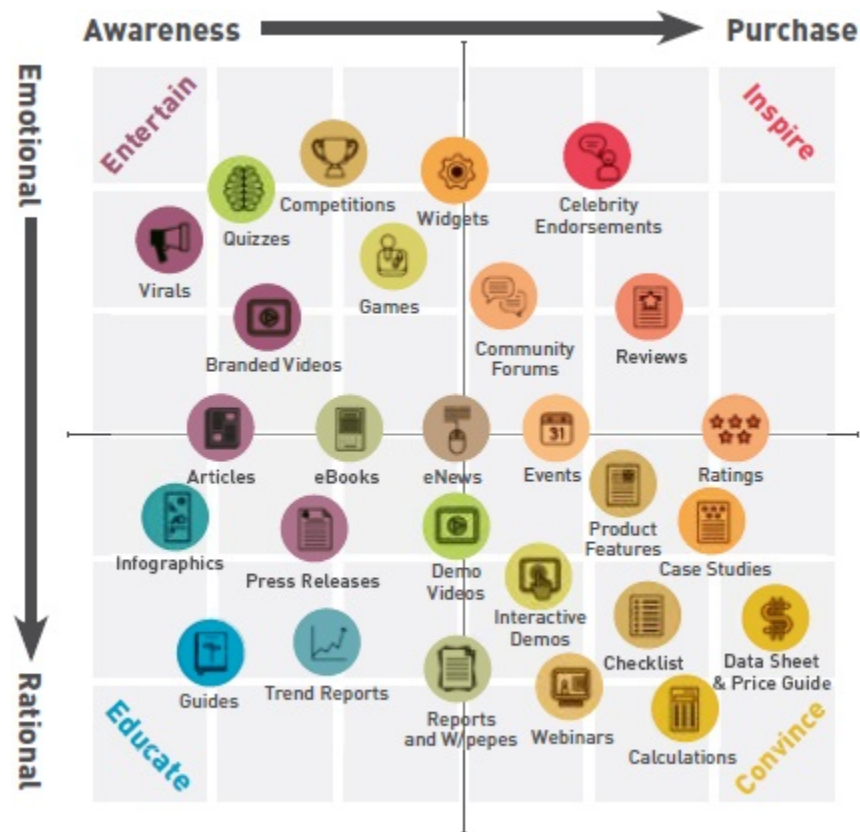 Awareness
Purchase
Emotional
Rational
Entertain
Inspire
Competitions
Widgets
Celebrity
Endorsements
Quizzes
Virals
Games
Branded Videos
Community
Forums
Reviews
Articles
eBooks
eNews
31
Events
Ratings
Infographics
Press Releases
Demo
Videos
Product
Features
Case Studies
Interactive
Demos
Checklist
Data Sheet
& Price Guide
Guides
Trend Reports
Reports
and W/pepes
Webinars
Calculations
Educate
Convince